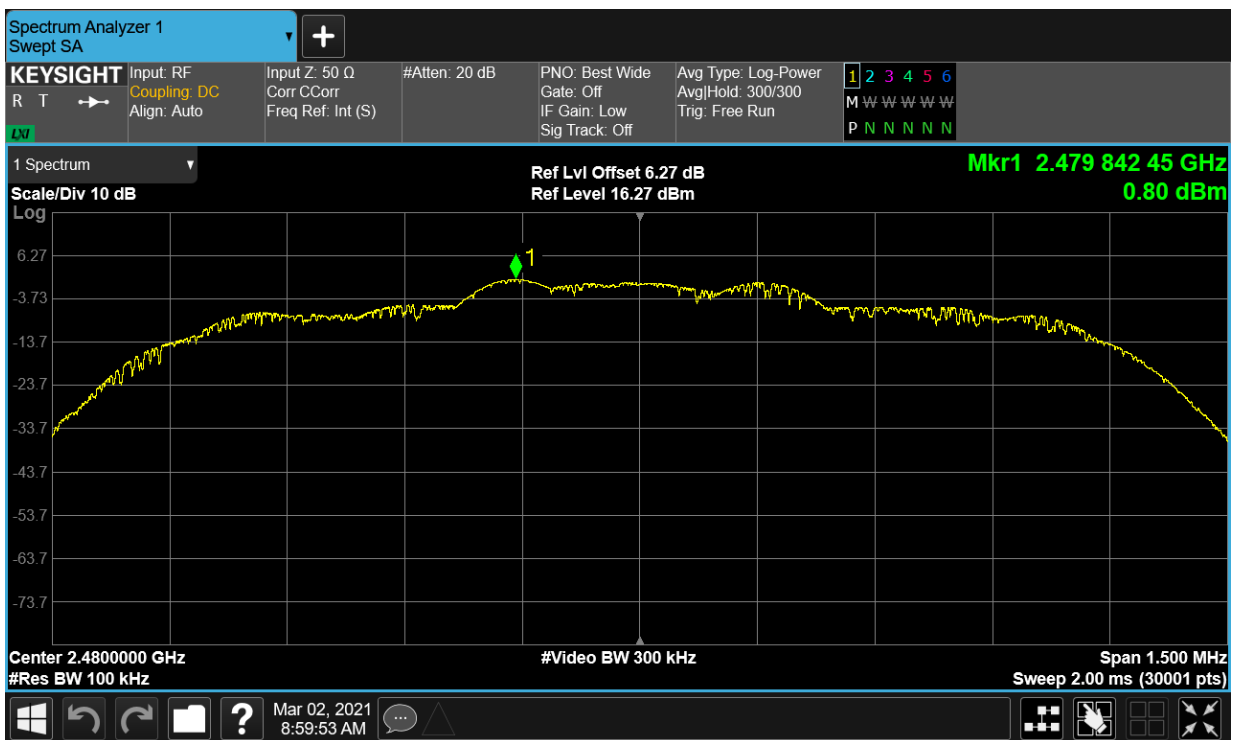 Spectrum Analyzer 1
Swept SA
KEYSIGHT
R T
LXI
Input: RF
Coupling: DC
Align: Auto
Input Z: 50 Ω
Corr CCorr
Freq Ref: Int (S)
#Atten: 20 dB
PNO: Best Wide
Gate: Off
IF Gain: Low
Sig Track: Off
Avg Type: Log-Power
Avg|Hold: 300/300
Trig: Free Run
1 2 3 4 5 6
M W W W W W
P N N N N N
1 Spectrum
Scale/Div 10 dB
Log
Ref Lvl Offset 6.27 dB
Ref Level 16.27 dBm
Mkr1 2.479 842 45 GHz
0.80 dBm
1
6.27
-3.73
-13.7
-23.7
-33.7
-43.7
-53.7
-63.7
-73.7
Center 2.4800000 GHz
#Res BW 100 kHz
#Video BW 300 kHz
Span 1.500 MHz
Sweep 2.00 ms (30001 pts)
?
Mar 02, 2021
8:59:53 AM